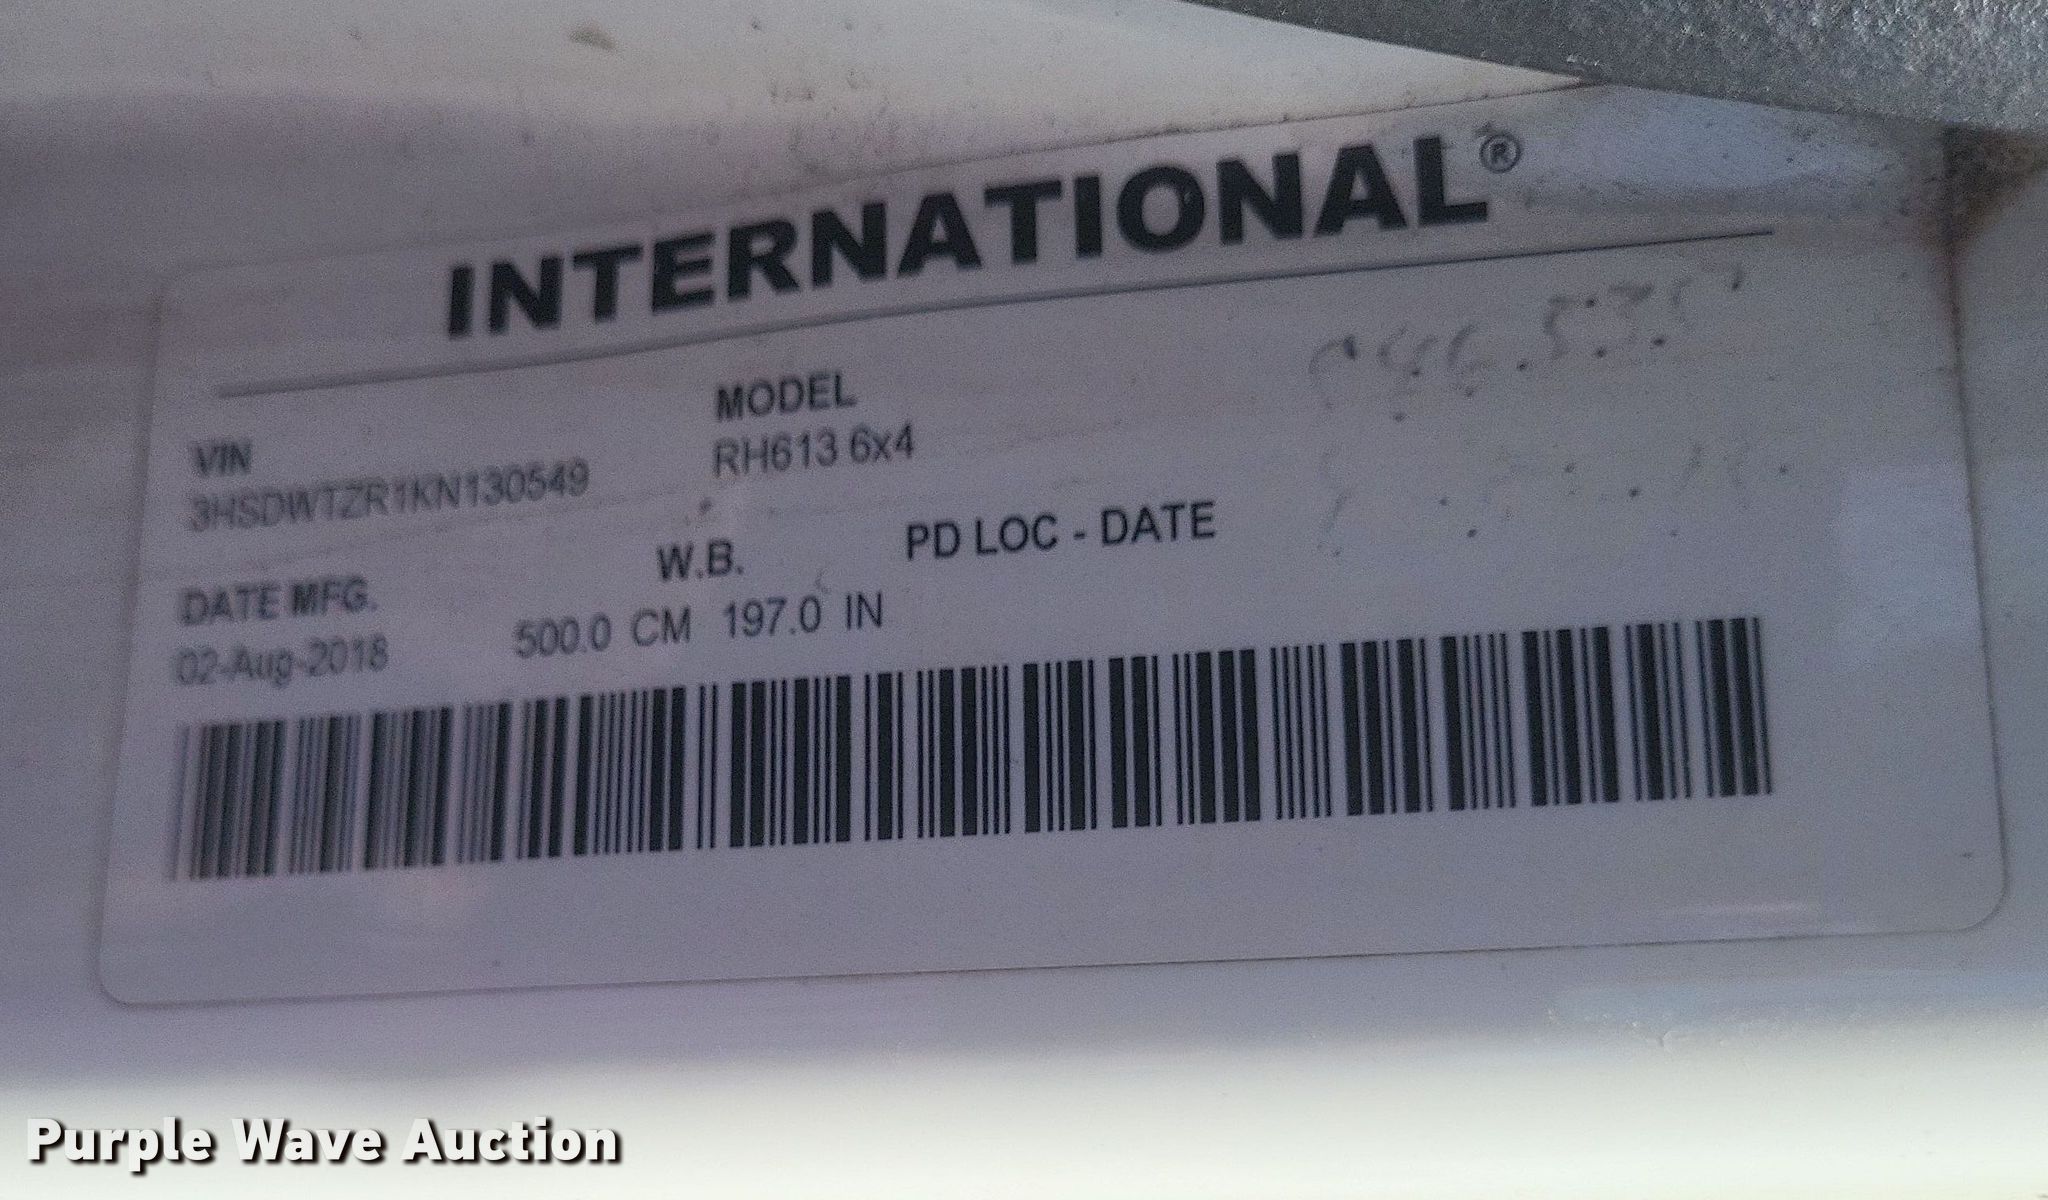 INTERNATIONAL®
VIN
MODEL
3HSDWTZR1KN130549
RH613 6x4
DATE MFG.
W.B.
PD LOC - DATE
02-Aug-2018
500.0 CM 197.0 IN
Purple Wave Auction